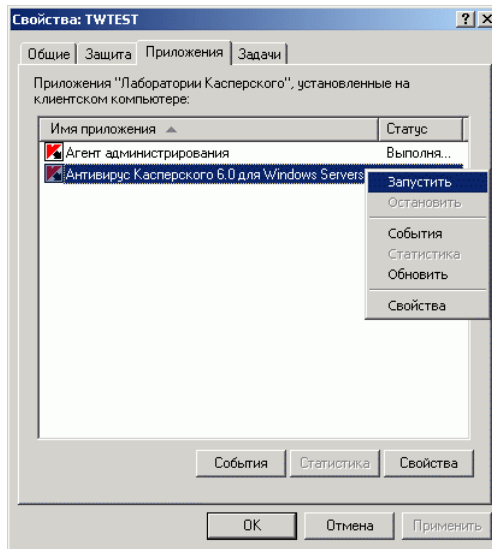 Свойства: TWTEST
Общие Защита Приложения Задачи
Приложения "Лаборатории Касперского", установленные на
клиентском компьютере:
Имя приложения Статус
Агент администрирования Выполня...
Антивирус Касперского 6.0 для Windows Servers
Запустить
Остановить
События
Статистика
Обновить
Свойства
События Статистика Свойства
OK Отмена Применить